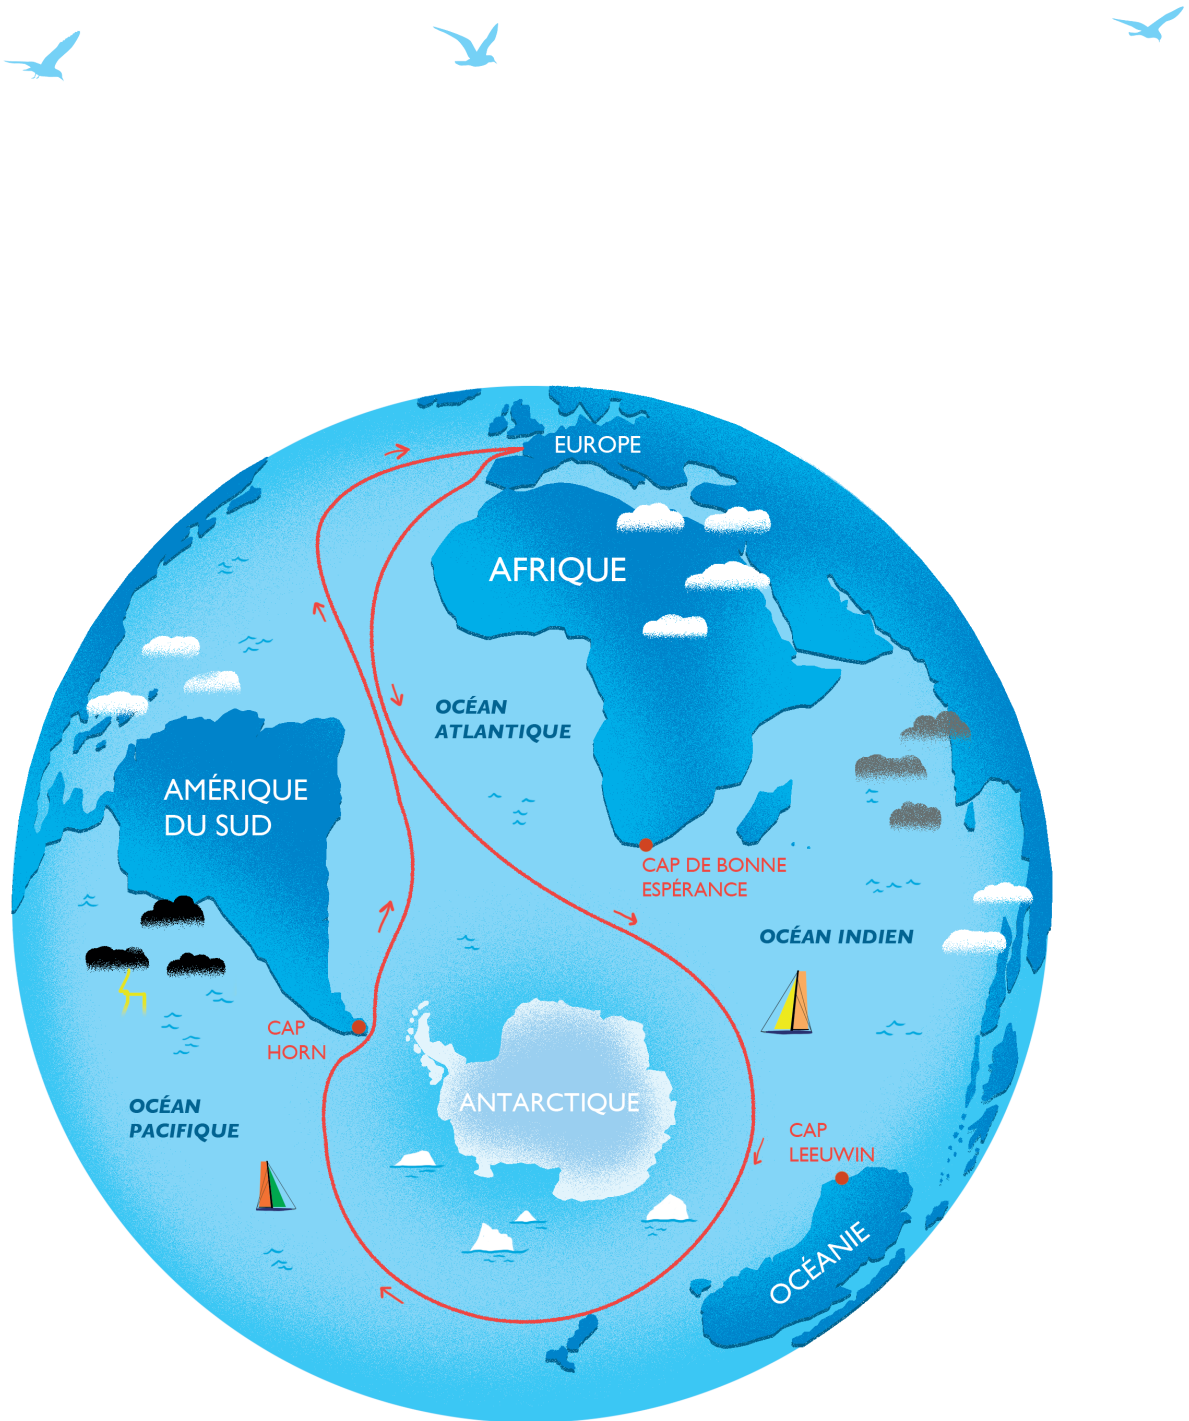 EUROPE
AFRIQUE
OCÉAN
ATLANTIQUE
AMÉRIQUE
DU SUD
CAP DE BONNE
ESPÉRANCE
OCÉAN INDIEN
CAP
HORN
ANTARCTIQUE
OCÉAN
PACIFIQUE
CAP
LEEUWIN
OCÉANIE